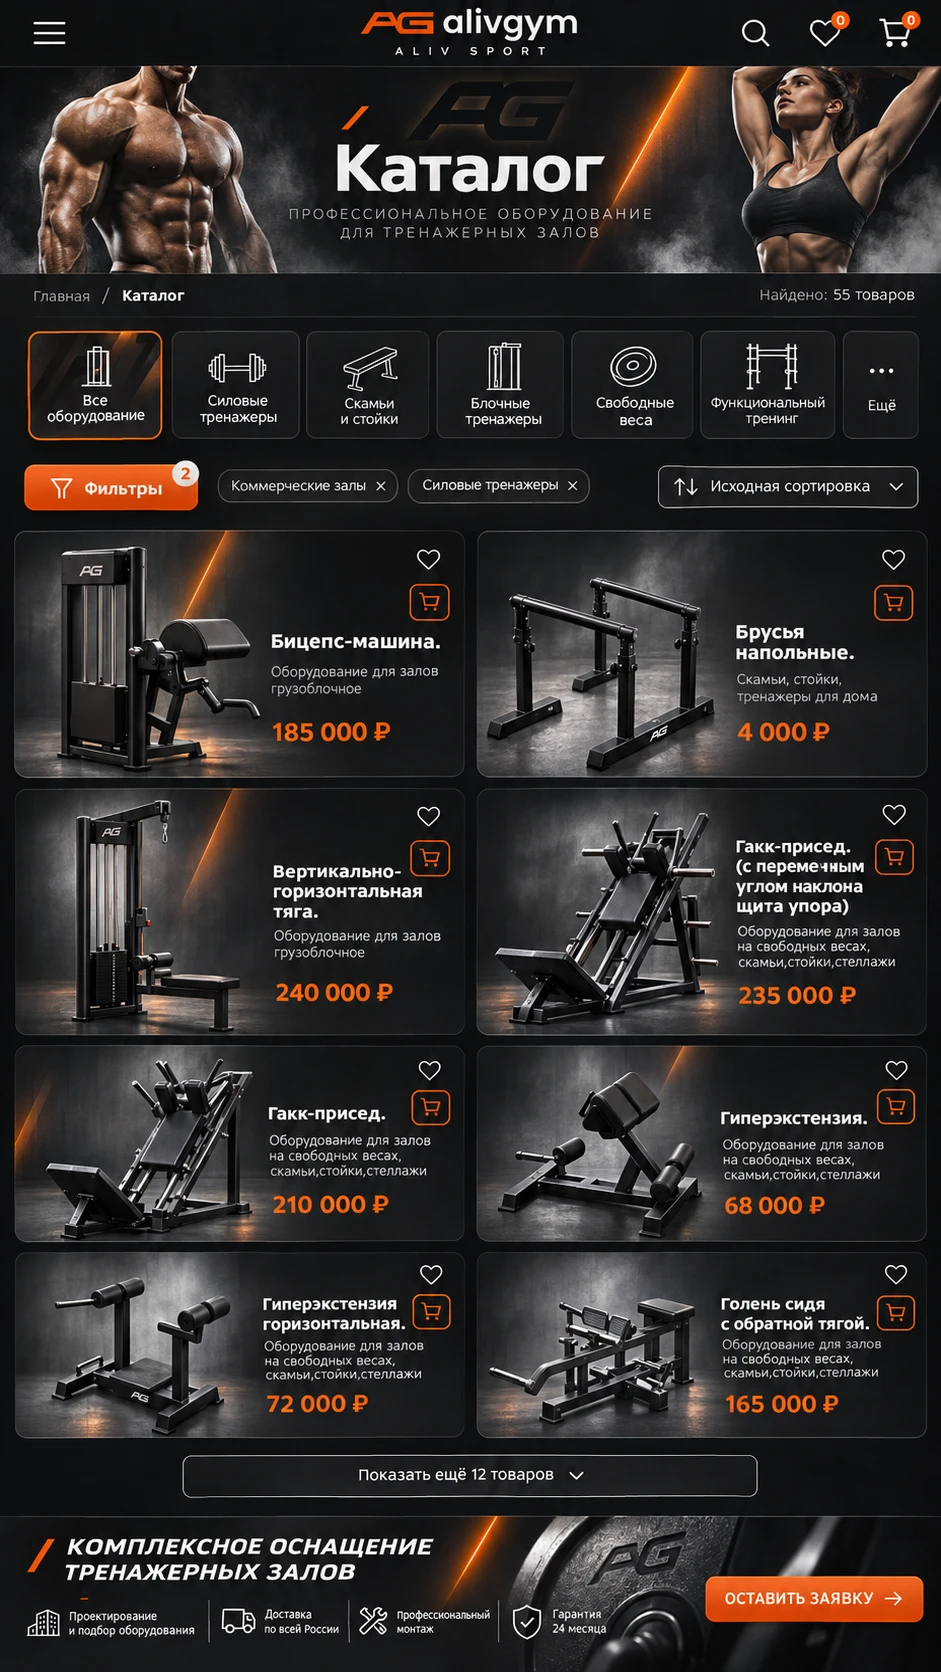 AG alivgym
ALIV SPORT
0
0
AG
Каталог
ПРОФЕССИОНАЛЬНОЕ ОБОРУДОВАНИЕ
ДЛЯ ТРЕНАЖЕРНЫХ ЗАЛОВ
Главная / Каталог
Найдено: 55 товаров
Все
оборудование
Силовые
тренажеры
Скамьи
и стойки
Блочные
тренажеры
Свободные
веса
Функциональный
тренинг
Ещё
Фильтры
2
Коммерческие залы ×
Силовые тренажеры ×
Исходная сортировка
AG
Бицепс-машина.
Оборудование для залов
грузоблочное
185 000 ₽
AG
Брусья
напольные.
Скамьи, стойки,
тренажеры для дома
4 000 ₽
AG
Вертикально-
горизонтальная
тяга.
Оборудование для залов
грузоблочное
240 000 ₽
Гакк-присед.
(с переменным
углом наклона
щита упора)
Оборудование для залов
на свободных весах,
скамьи,стойки,стеллажи
235 000 ₽
Гакк-присед.
Оборудование для залов
на свободных весах,
скамьи,стойки,стеллажи
210 000 ₽
Гиперэкстензия.
Оборудование для залов
на свободных весах,
скамьи,стойки,стеллажи
68 000 ₽
AG
Гиперэкстензия
горизонтальная.
Оборудование для залов
на свободных весах,
скамьи,стойки,стеллажи
72 000 ₽
Голень сидя
с обратной тягой.
Оборудование для залов
на свободных весах,
скамьи,стойки,стеллажи
165 000 ₽
Показать ещё 12 товаров
КОМПЛЕКСНОЕ ОСНАЩЕНИЕ
ТРЕНАЖЕРНЫХ ЗАЛОВ
Проектирование
и подбор оборудования
Доставка
по всей России
Профессиональный
монтаж
Гарантия
24 месяца
AG
ОСТАВИТЬ ЗАЯВКУ →